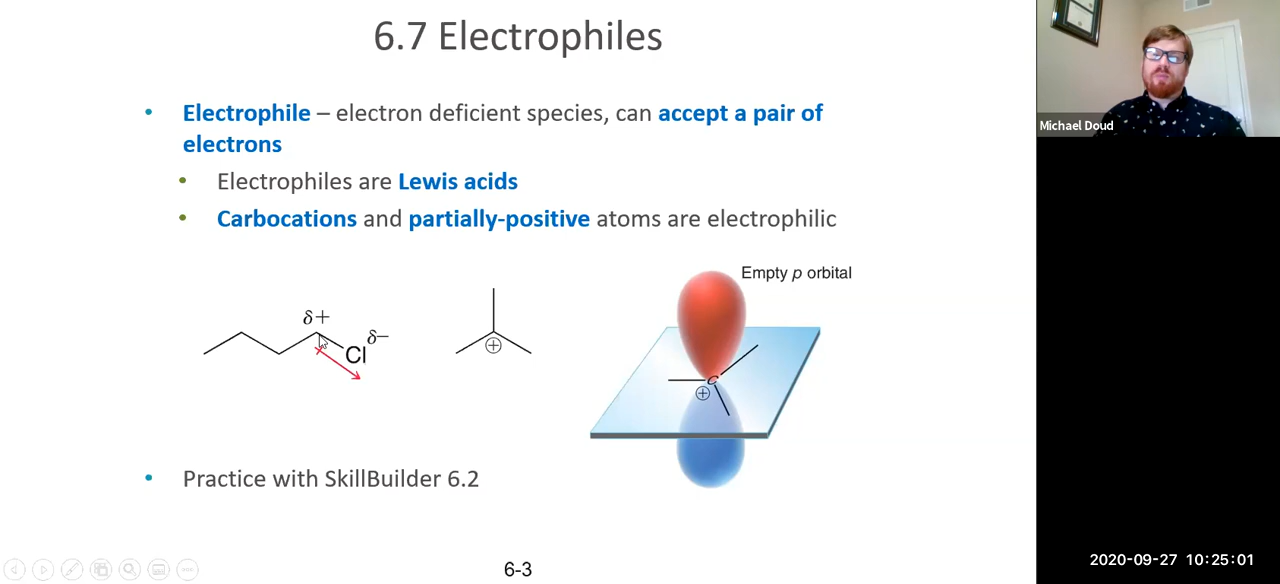 6.7 Electrophiles
• Electrophile – electron deficient species, can accept a pair of
electrons
• Electrophiles are Lewis acids
• Carbocations and partially-positive atoms are electrophilic
Empty p orbital
δ+
δ−
Cl
⊕
C
⊕
• Practice with SkillBuilder 6.2
6-3
Michael Doud
2020-09-27 10:25:01